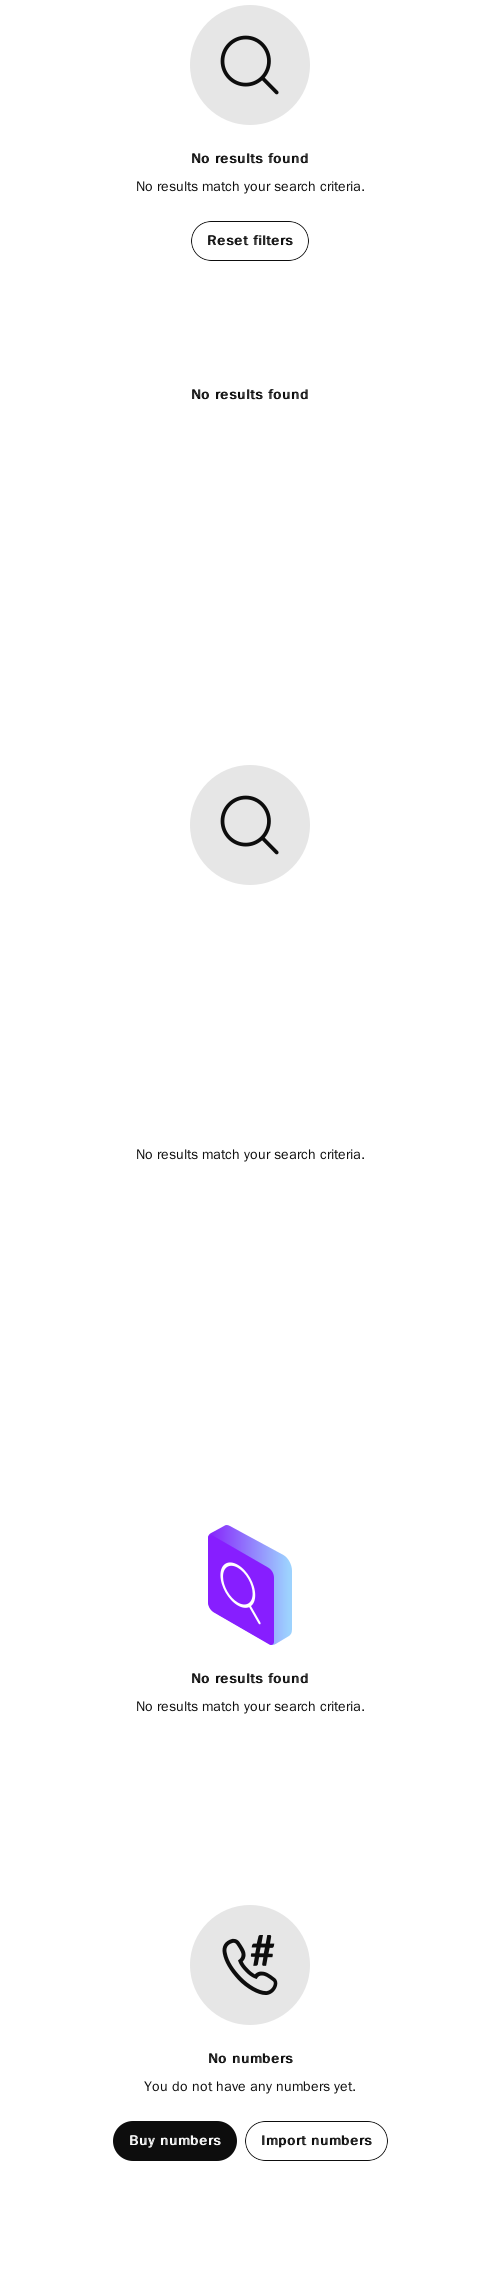 No results found
No results match your search criteria.
Reset filters
No results found
No results match your search criteria.
No results found
No results match your search criteria.
No numbers
You do not have any numbers yet.
Buy numbers Import numbers